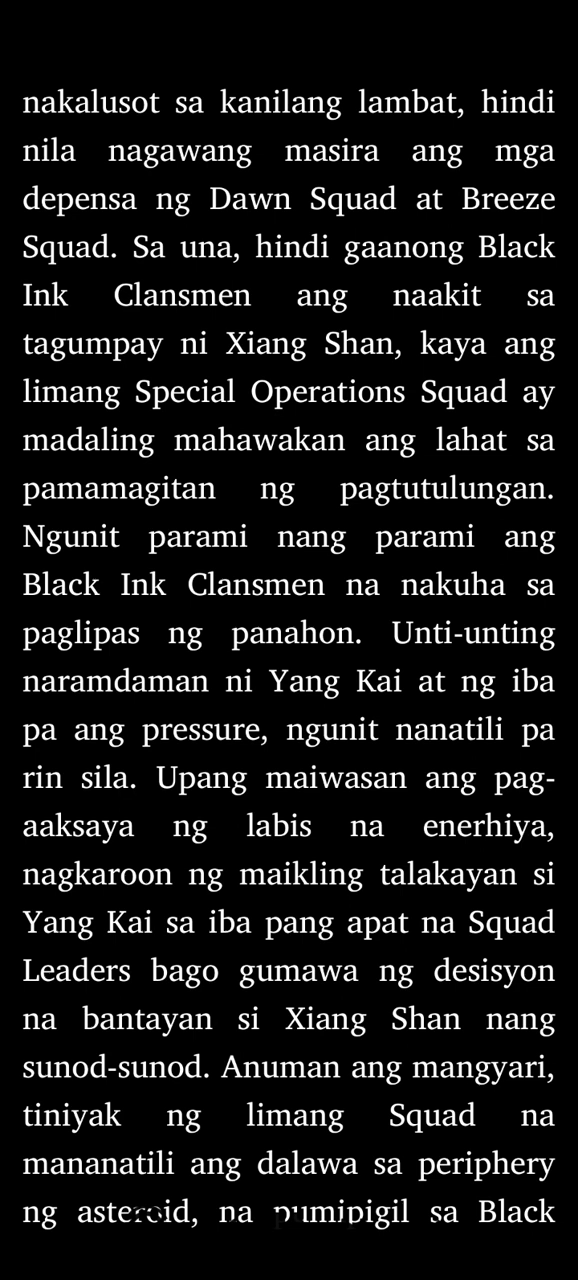 nakalusot sa kanilang lambat, hindi
nila nagawang masira ang mga
depensa ng Dawn Squad at Breeze
Squad. Sa una, hindi gaanong Black
Ink Clansmen ang naakit sa
tagumpay ni Xiang Shan, kaya ang
limang Special Operations Squad ay
madaling mahawakan ang lahat sa
pamamagitan ng pagtutulungan.
Ngunit parami nang parami ang
Black Ink Clansmen na nakuha sa
paglipas ng panahon. Unti-unting
naramdaman ni Yang Kai at ng iba
pa ang pressure, ngunit nanatili pa
rin sila. Upang maiwasan ang pag-
aaksaya ng labis na enerhiya,
nagkaroon ng maikling talakayan si
Yang Kai sa iba pang apat na Squad
Leaders bago gumawa ng desisyon
na bantayan si Xiang Shan nang
sunod-sunod. Anuman ang mangyari,
tiniyak ng limang Squad na
mananatili ang dalawa sa periphery
ng asteroid, na pumipigil sa Black